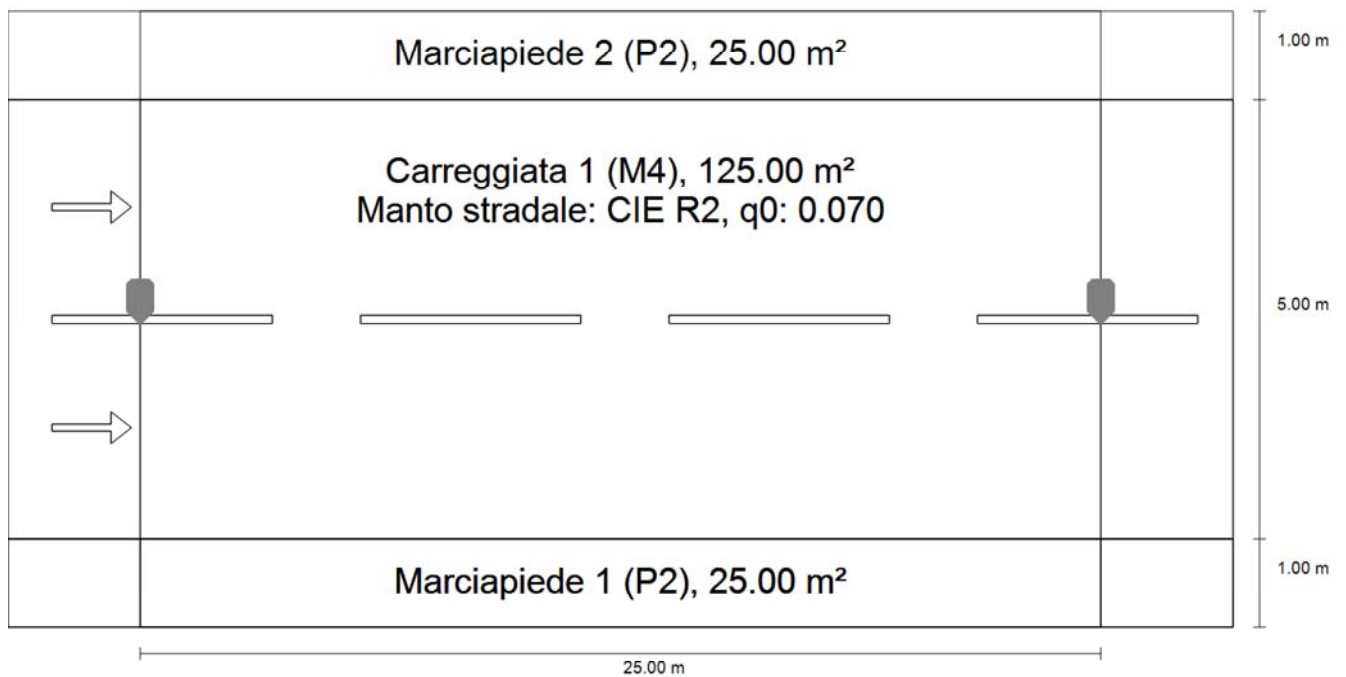 Marciapiede 2 (P2), 25.00 m²
1.00 m
Carreggiata 1 (M4), 125.00 m²
Manto stradale: CIE R2, q0: 0.070
5.00 m
Marciapiede 1 (P2), 25.00 m²
1.00 m
25.00 m